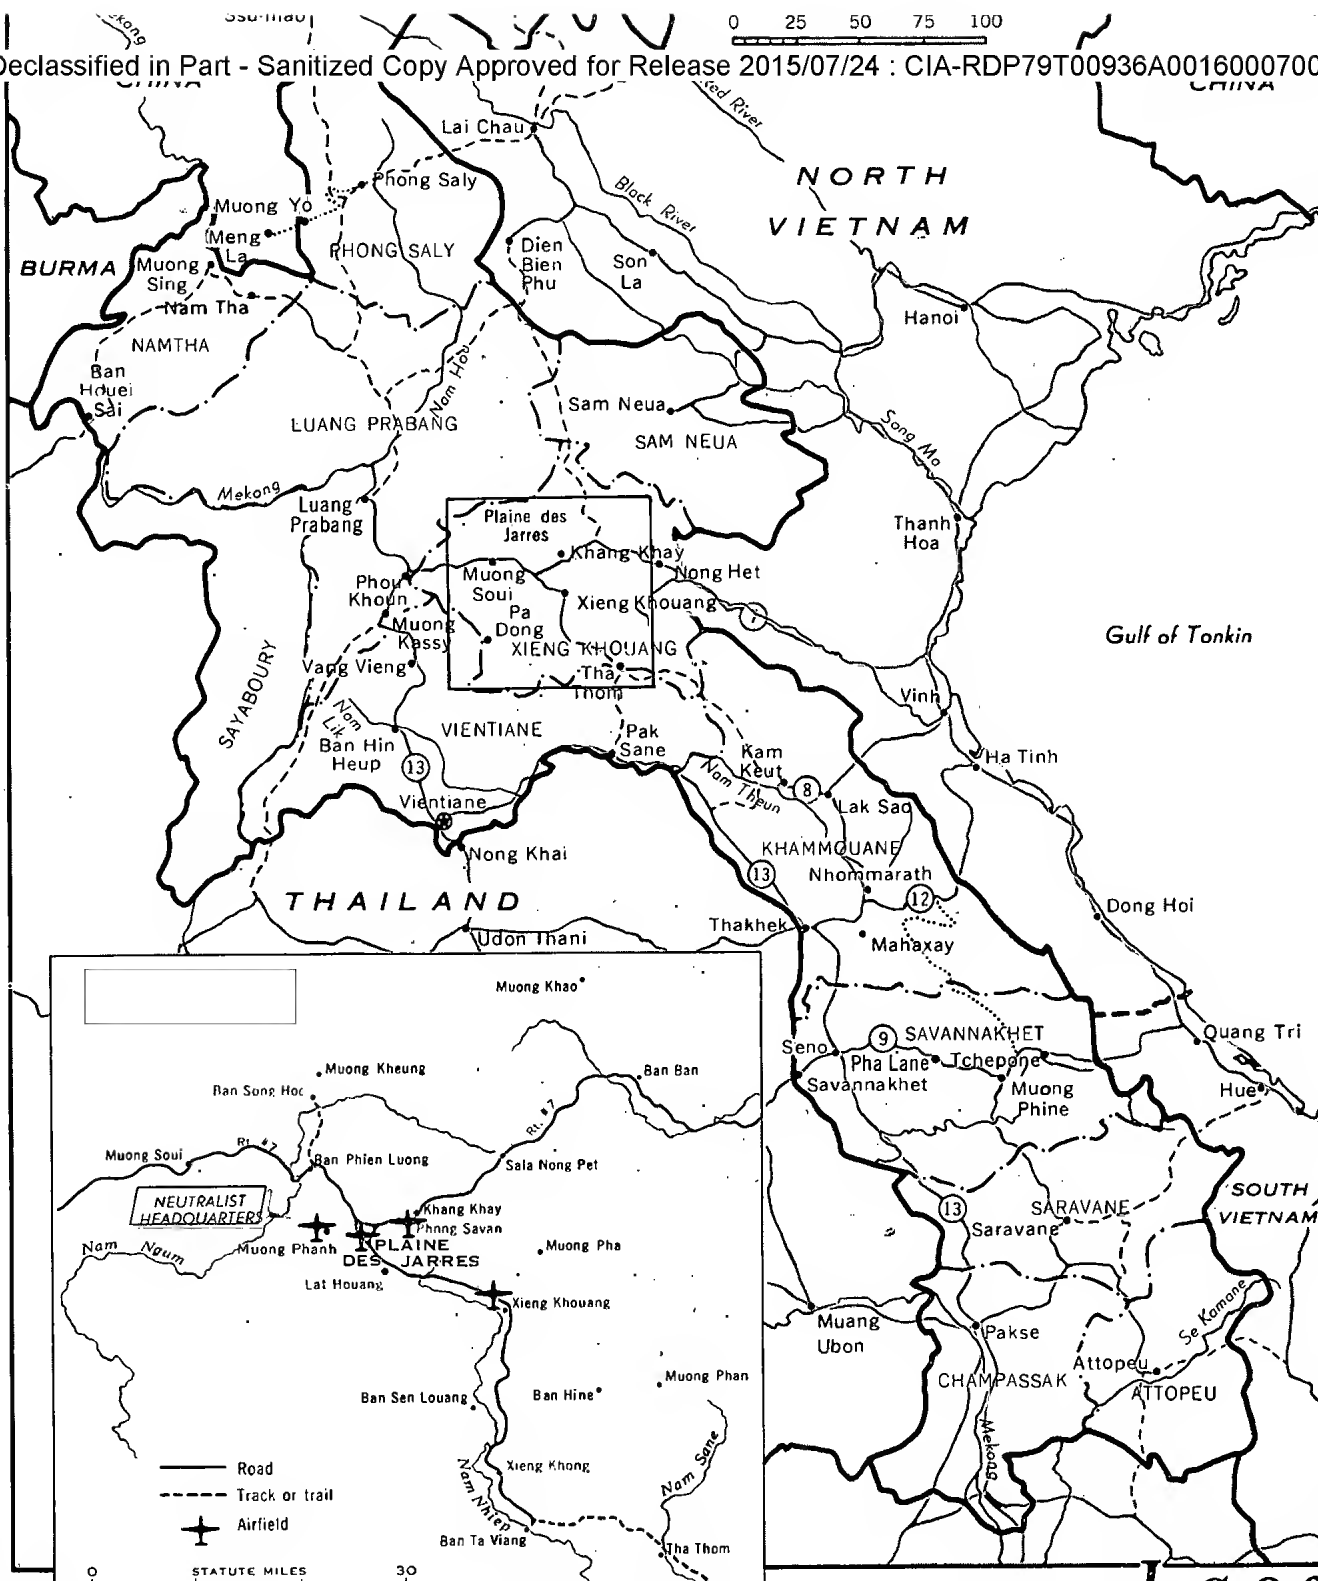 0 25 50 75 100
Declassified in Part - Sanitized Copy Approved for Release 2015/07/24 : CIA-RDP79T00936A001600070
CHINA
CHINA
Red River
Lai Chau
NORTH
VIETNAM
Black River
Phong Saly
Muong Yo
Meng
La
PHONG SALY
BURMA
Muong
Sing
Nam Tha
Dien
Bien
Phu
Son
La
Hanoi
NAMTHA
Ban
Houei
Sai
Nam Hou
LUANG PRABANG
Sam Neua
SAM NEUA
Song Ma
Mekong
Luang
Prabang
Plaine des
Jarres
Thanh
Hoa
Khang Khay
Nong Het
Phou
Khoun
Muong
Soui
Xieng Khouang
7
Pa
Dong
Muong
Kassy
XIENG KHOUANG
Gulf of Tonkin
Vang Vieng
Tha
Thom
SAYABOURY
Vinh
Nam
Lik
VIENTIANE
Pak
Sane
Ban Hin
Heup
13
Kam
Keut
Ha Tinh
Nam Theun
8
Lak Sao
Vientiane
Nong Khai
KHAMMOUANE
13
Nhommarath
THAILAND
12
Dong Hoi
Thakhek
Udon Thani
Mahaxay
Seno
9
SAVANNAKHET
Quang Tri
Pha Lane
Tchepone
Savannakhet
Muong
Phine
Hue
13
SARAVANE
Saravane
SOUTH
VIETNAM
Muang
Ubon
Pakse
Se Kamane
CHAMPASSAK
Attopeu
ATTOPEU
Mekong
Muong Khao
Muong Kheung
Ban Song Hoc
Ban Ban
Rt. #7
Muong Soui
Rt. #7
Ban Phien Luong
Sala Nong Pet
NEUTRALIST
HEADQUARTERS
Khang Khay
Phong Savan
Nam Ngum
Muong Phanh
PLAINE
DES JARRES
Muong Pha
Lat Houang
Xieng Khouang
Muong Phan
Ban Sen Louang
Ban Hine
Xieng Khong
Nam Sane
Nam Nhiep
Road
Track or trail
Airfield
Ban Ta Viang
Tha Thom
0 STATUTE MILES 30